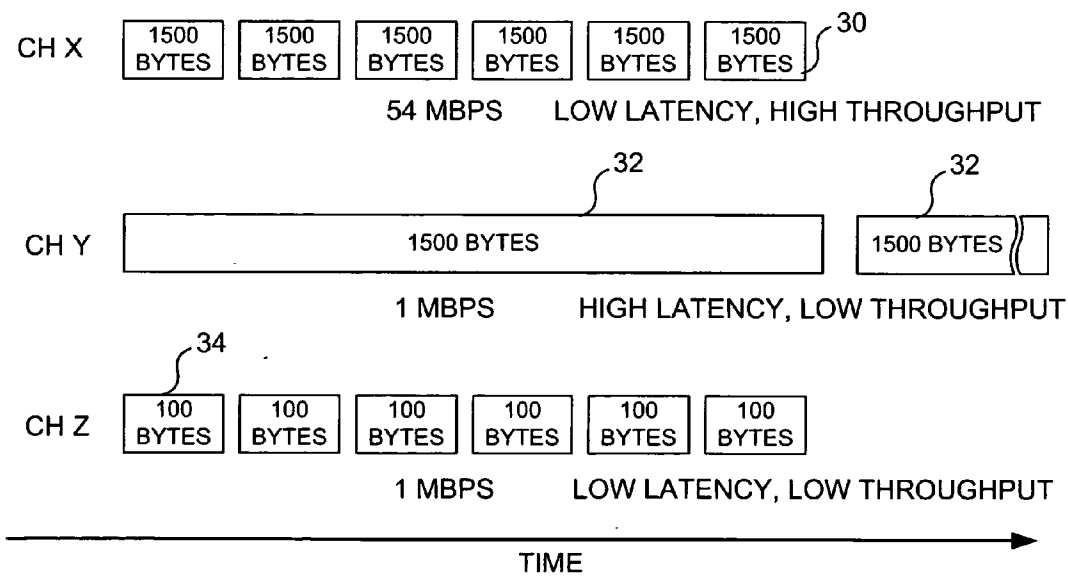 CH X
1500 BYTES 1500 BYTES 1500 BYTES 1500 BYTES 1500 BYTES 1500 BYTES
30
54 MBPS LOW LATENCY, HIGH THROUGHPUT
32 32
CH Y 1500 BYTES 1500 BYTES
1 MBPS HIGH LATENCY, LOW THROUGHPUT
34
CH Z
100 BYTES 100 BYTES 100 BYTES 100 BYTES 100 BYTES 100 BYTES
1 MBPS LOW LATENCY, LOW THROUGHPUT
TIME